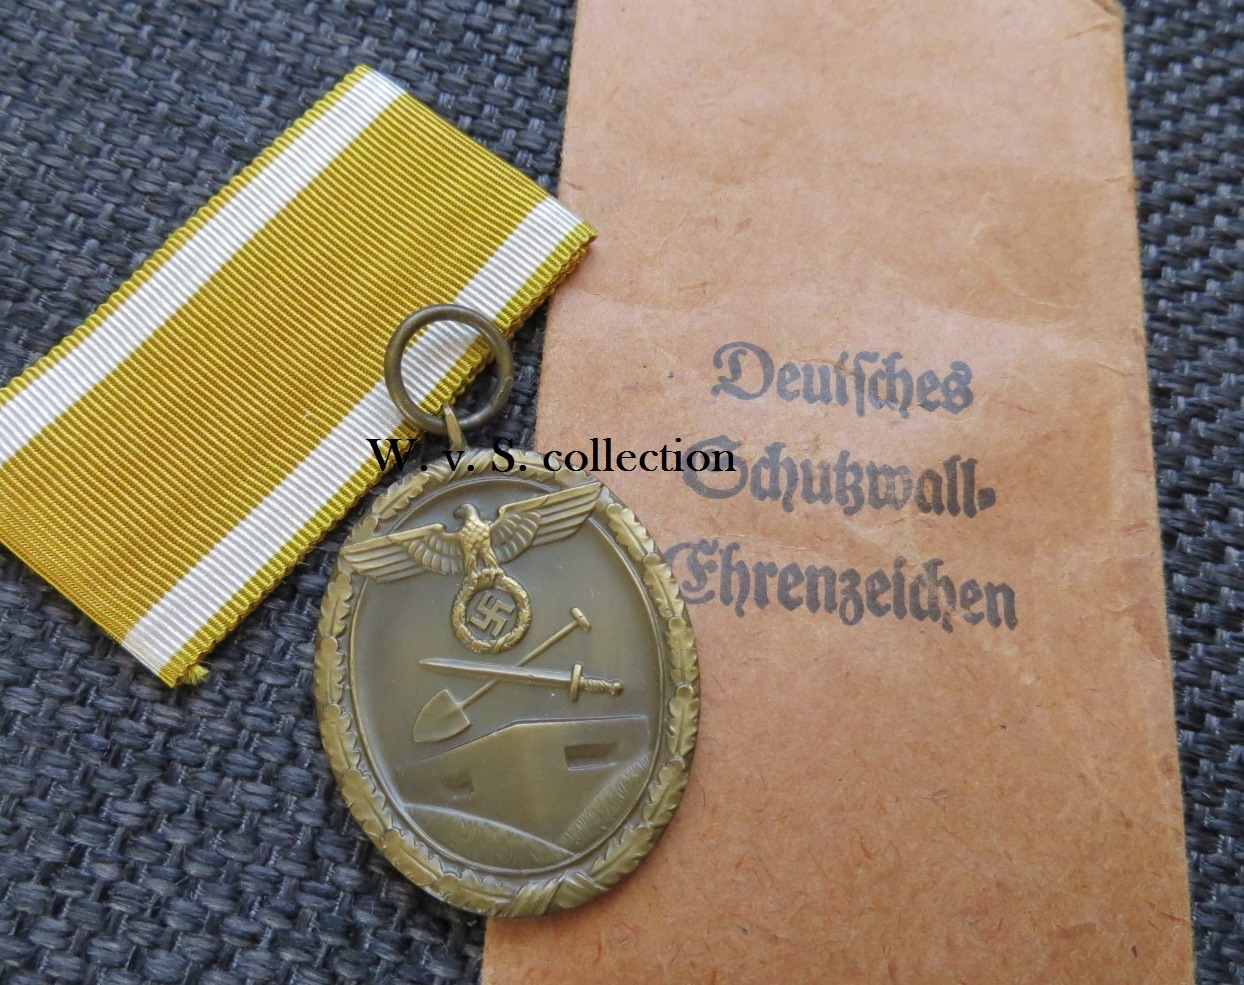 Deutsches
W. v. S. collection
Schutzwall-
Ehrenzeichen